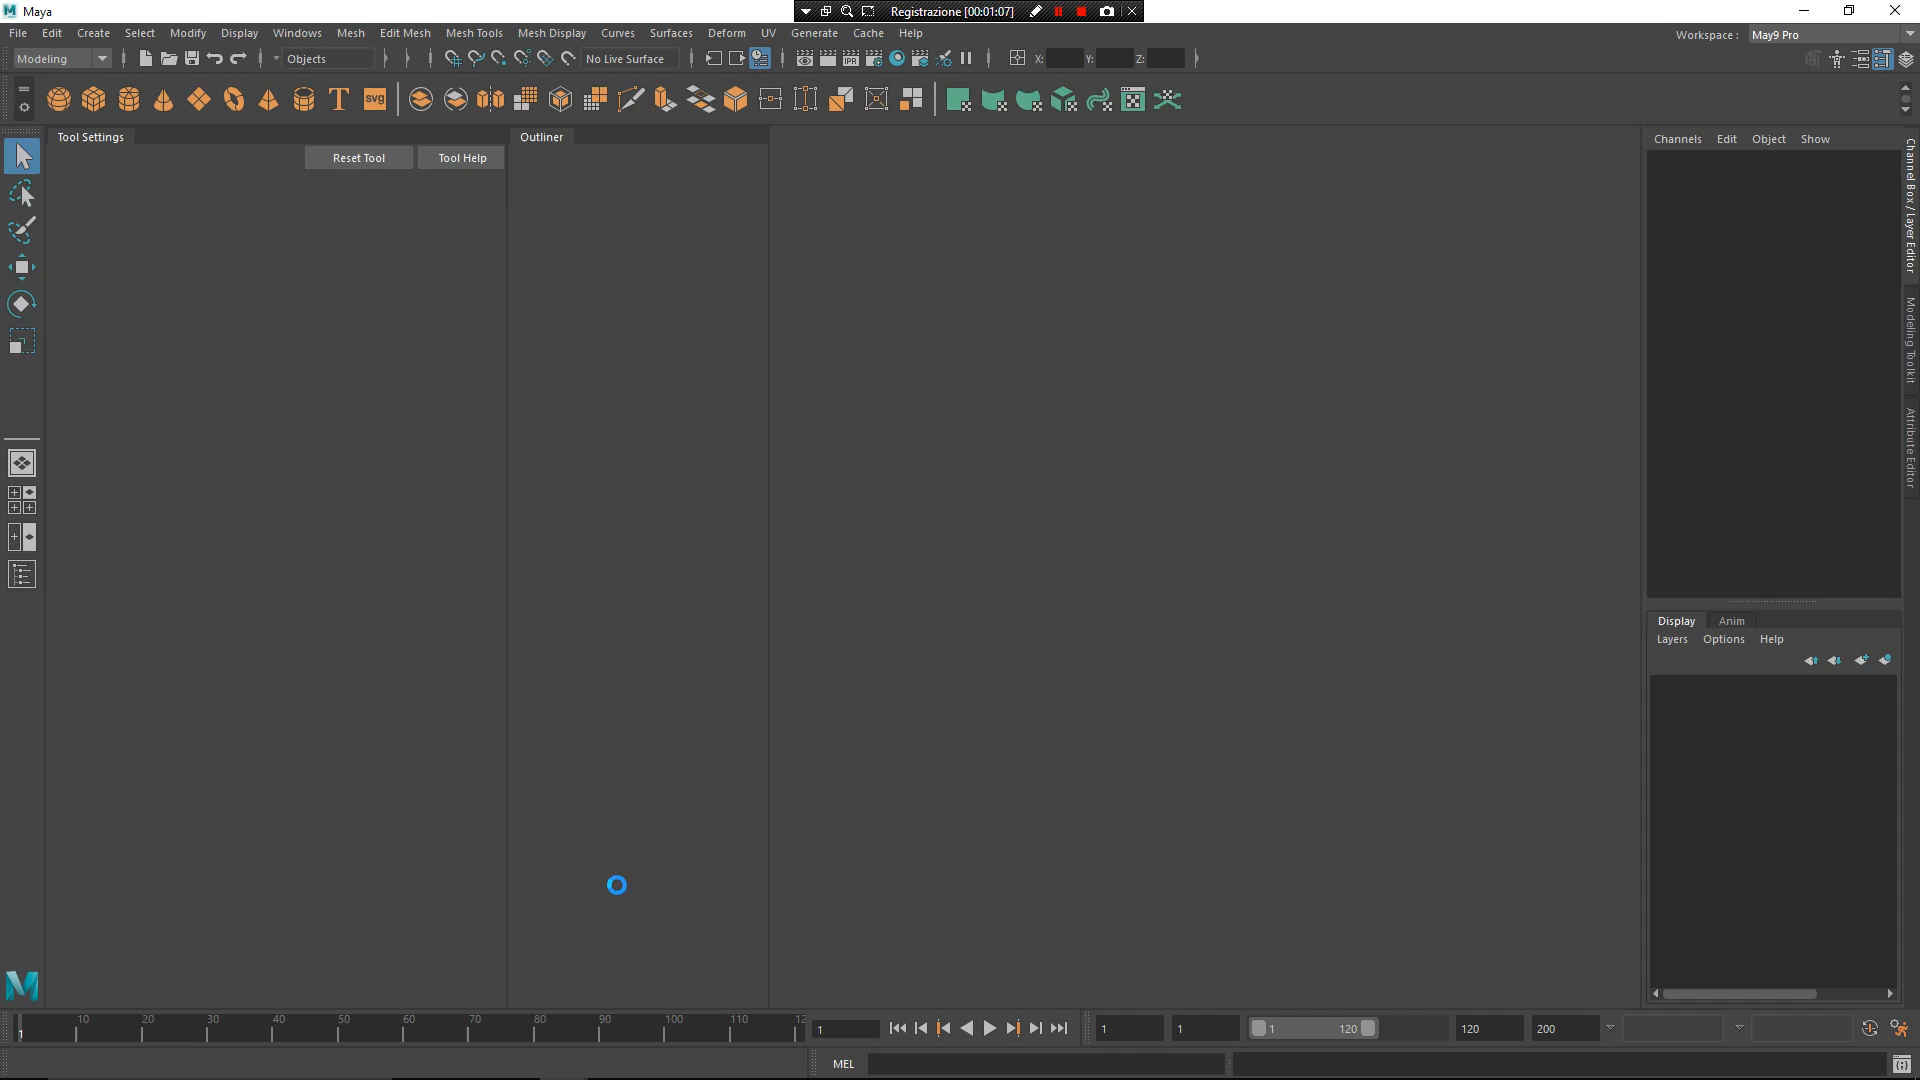 Maya
Registrazione [00:01:07]
File Edit Create Select Modify Display Windows Mesh Edit Mesh Mesh Tools Mesh Display Curves Surfaces Deform UV Generate Cache Help
Workspace : May9 Pro
Modeling Objects No Live Surface IPR X: Y: Z:
T svg
Tool Settings Outliner
Reset Tool Tool Help
Channels Edit Object Show
Channel Box / Layer Editor
Modeling Toolkit
Attribute Editor
Display Anim
Layers Options Help
1 10 20 30 40 50 60 70 80 90 100 110 12
1 1 1 1 120 120 200
MEL
M